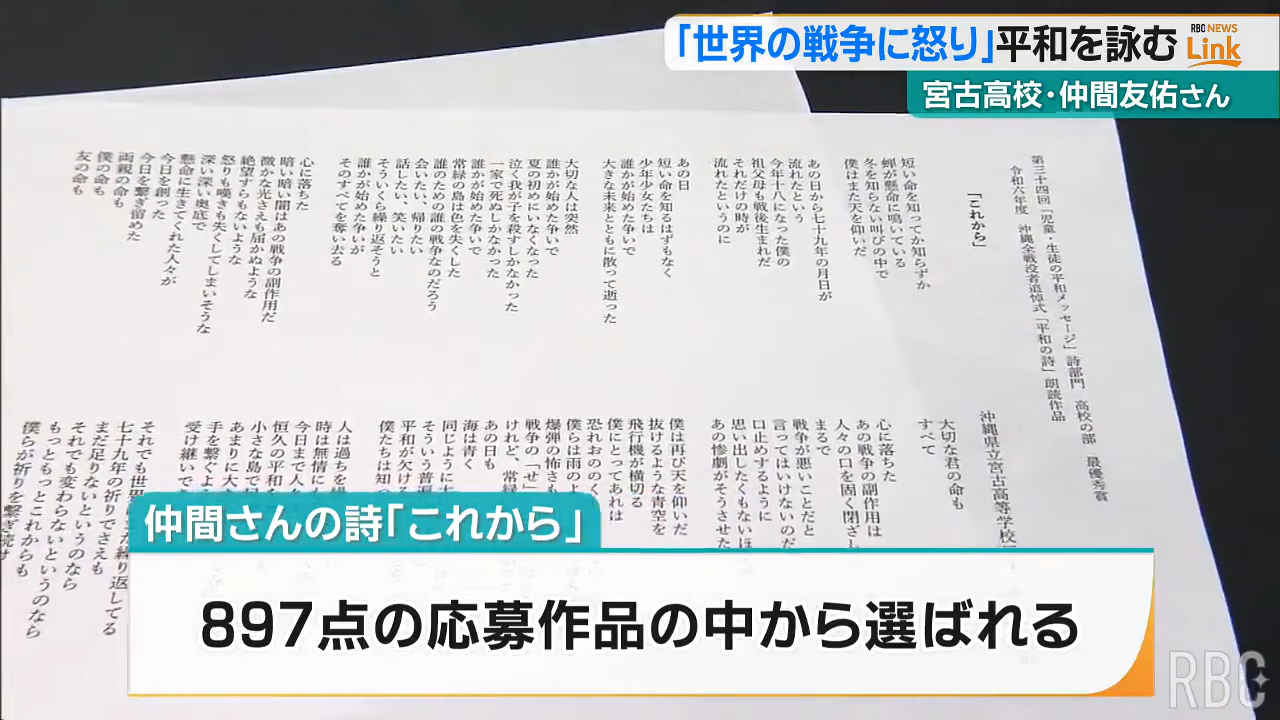 「世界の戦争に怒り」平和を詠む
RBC NEWS
Link
宮古高校・仲間友佑さん
第三十四回「児童・生徒の平和メッセージ」詩部門 高校の部 最優秀賞
令和六年度 沖縄全戦没者追悼式「平和の詩」朗読作品
「これから」
沖縄県立宮古高等学校
短い命を知ってか知らずか
蝉が懸命に鳴いている
冬を知らない叫びの中で
僕はまた天を仰いだ
あの日から七十九年の月日が
流れたという
今年十八になった僕の
祖父母も戦後生まれだ
それだけの時が
流れたというのに
あの日
短い命を知るはずもなく
少年少女たちは
誰かが始めた争いで
大きな未来とともに散って逝った
大切な人は突然
誰かが始めた争いで
夏の初めにいなくなった
泣く我が子を殺すしかなかった
一家で死ぬしかなかった
誰かが始めた争いで
常緑の島は色を失くした
誰のための誰の戦争なのだろう
会いたい、帰りたい
話したい、笑いたい
そういくら繰り返そうと
誰かが始めた争いが
そのすべてを奪い去る
心に落ちた
暗い暗い闇はあの戦争の副作用だ
微かな光さえも届かぬような
絶望すらもないような
怒りも嘆きも失くしてしまいそうな
深い深い奥底で
懸命に生きてくれた人々が
今日を創った
今日を繋ぎ留めた
両親の命も
僕の命も
友の命も
大切な君の命も
すべて
心に落ちた
あの戦争の副作用は
人々の口を固く閉ざし
まるで
戦争が悪いことだと
言ってはいけないのだ
口止めするように
思い出したくもないほ
あの惨劇がそうさせた
僕は再び天を仰いだ
抜けるような青空を
飛行機が横切る
僕にとってあれは
恐れおののく
僕らは雨の
爆弾の怖さも
戦争の「せ」
けれど、常緑
あの日も
海は青く
同じように
そういう普遍
平和が欠け
僕たちは知っ
人は過ちを
時は無情に
今日まで人々
恒久の平和を
小さな島で
あまりに大き
手を繋ぐよ
受け継いで
それでも世界
七十九年の祈りでさえも
まだ足りないというのなら
それでも変わらないというのなら
もっともっとこれからも
僕らが祈りを繋ぎ続け
仲間さんの詩「これから」
897点の応募作品の中から選ばれる
RBC